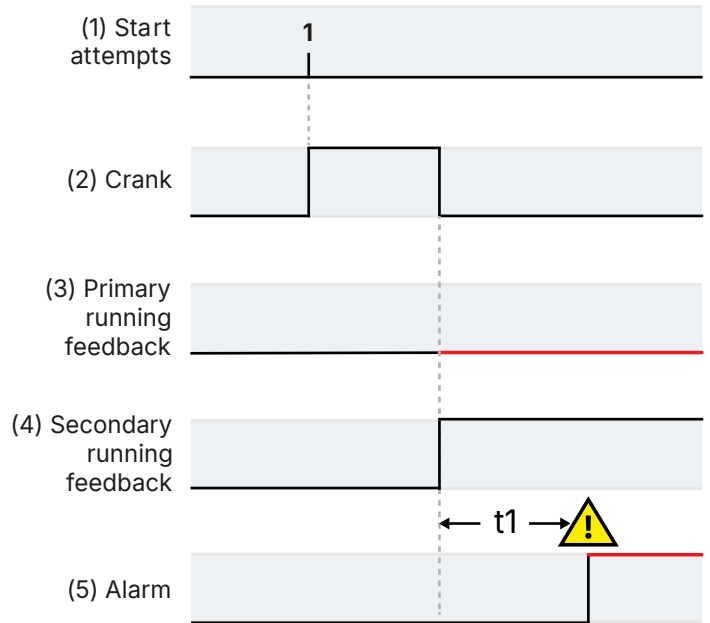 (1) Start
attempts
1
(2) Crank
(3) Primary
running
feedback
(4) Secondary
running
feedback
t1
!
(5) Alarm